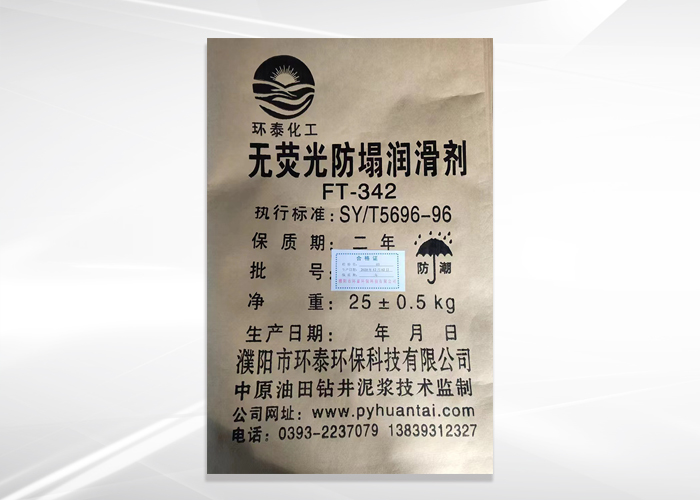 环泰化工
无荧光防塌润滑剂
FT-342
执行标准：SY/T5696-96
保质期：二年
防潮
合格证
批号：
净重：25±0.5kg
生产日期： 年 月 日
濮阳市环泰环保科技有限公司
中原油田钻井泥浆技术监制
公司网址：www.pyhuantai.com
电话：0393-2237079 13839312327